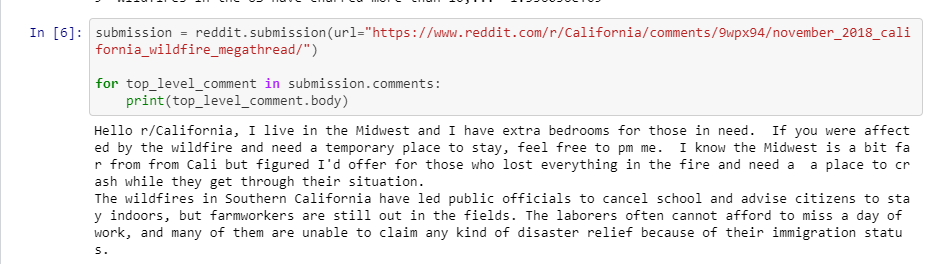 In [6]: submission = reddit.submission(url="https://www.reddit.com/r/California/comments/9wpx94/november_2018_cali
fornia_wildfire_megathread/")
for top_level_comment in submission.comments:
    print(top_level_comment.body)
Hello r/California, I live in the Midwest and I have extra bedrooms for those in need.  If you were affect
ed by the wildfire and need a temporary place to stay, feel free to pm me.  I know the Midwest is a bit fa
r from from Cali but figured I'd offer for those who lost everything in the fire and need a  a place to cr
ash while they get through their situation.
The wildfires in Southern California have led public officials to cancel school and advise citizens to sta
y indoors, but farmworkers are still out in the fields. The laborers often cannot afford to miss a day of
work, and many of them are unable to claim any kind of disaster relief because of their immigration statu
s.